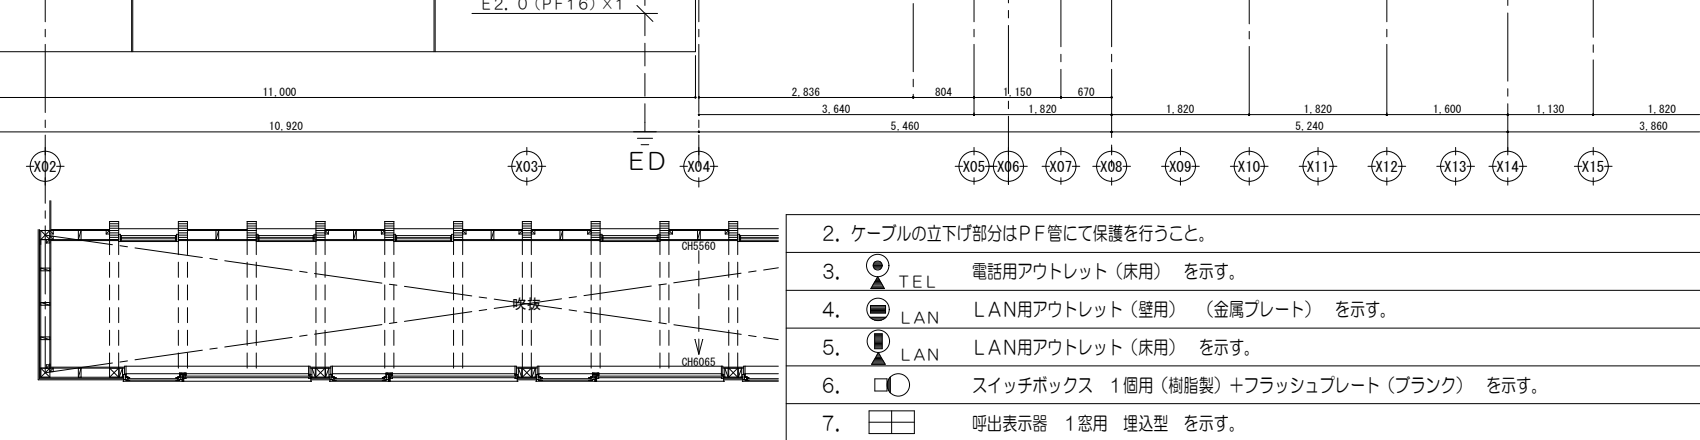 E2.0(PF16)×1
11,000
2,836
804
1,150
670
3,640
1,820
1,820
1,820
1,600
1,130
1,820
10,920
5,460
5,240
3,860
X02
X03
ED
X04
X05
X06
X07
X08
X09
X10
X11
X12
X13
X14
X15
CH5560
吹抜
CH6065
2. ケーブルの立下げ部分はPF管にて保護を行うこと。
3. TEL 電話用アウトレット(床用) を示す。
4. LAN LAN用アウトレット(壁用) (金属プレート) を示す。
5. LAN LAN用アウトレット(床用) を示す。
6. スイッチボックス 1個用(樹脂製)+フラッシュプレート(ブランク) を示す。
7. 呼出表示器 1窓用 埋込型 を示す。